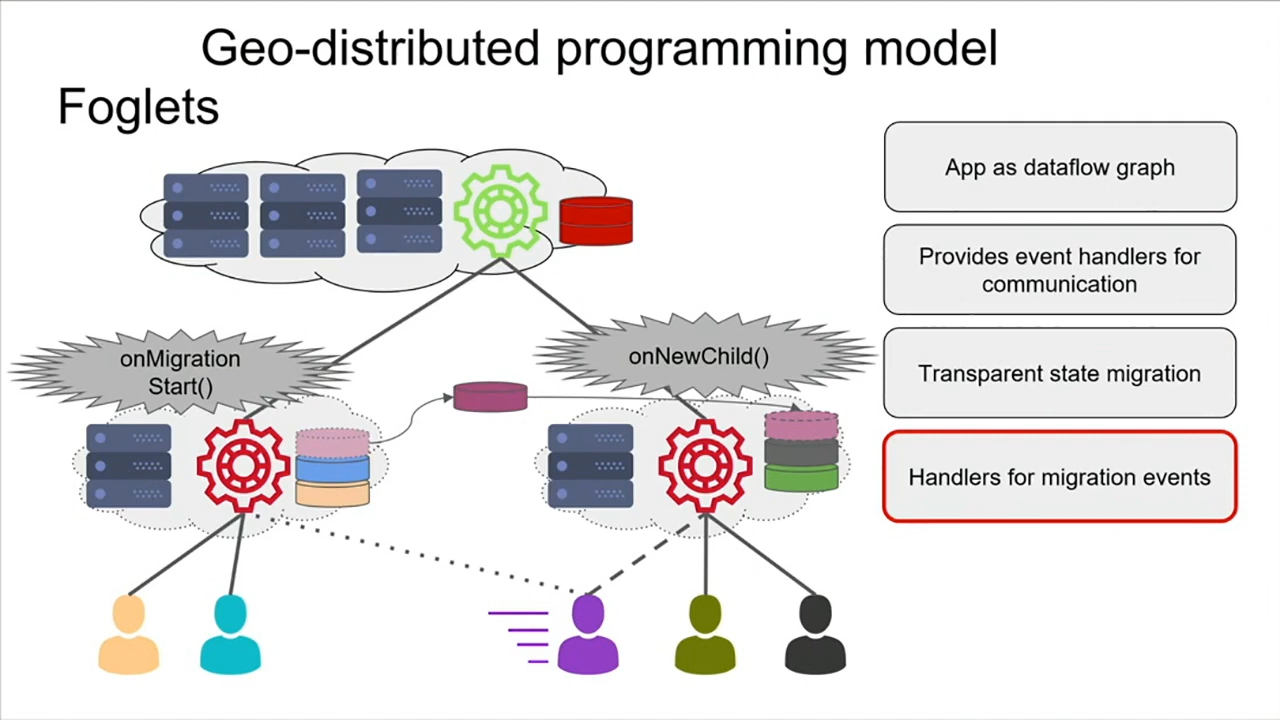 Geo-distributed programming model
Foglets
App as dataflow graph
Provides event handlers for
communication
onMigration
Start()
onNewChild()
Transparent state migration
Handlers for migration events